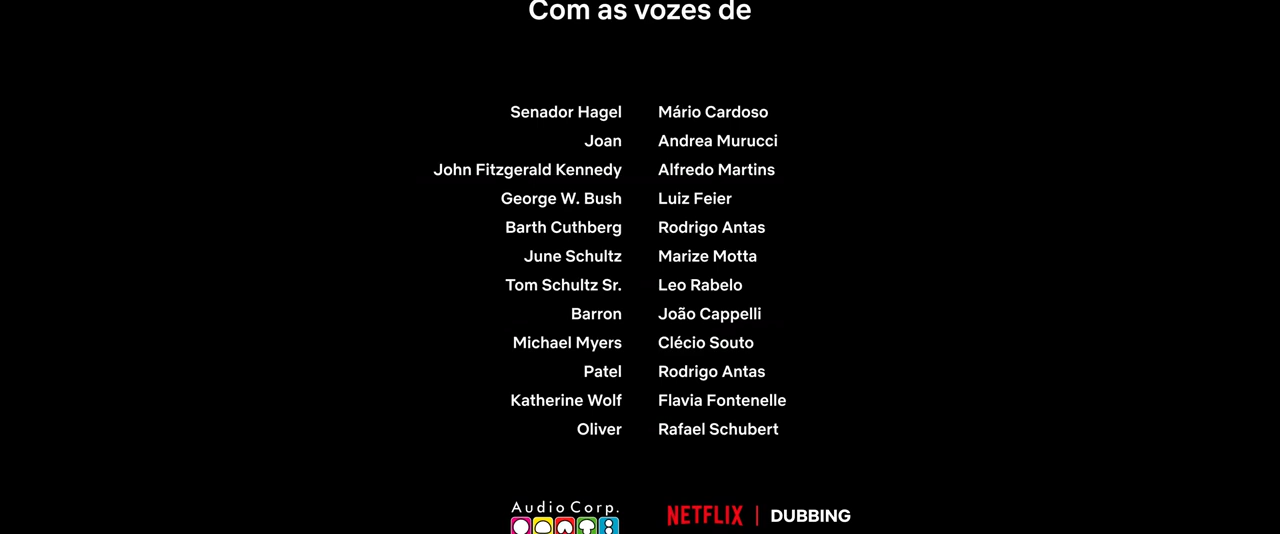 Com as vozes de
Senador Hagel Mário Cardoso
Joan Andrea Murucci
John Fitzgerald Kennedy Alfredo Martins
George W. Bush Luiz Feier
Barth Cuthberg Rodrigo Antas
June Schultz Marize Motta
Tom Schultz Sr. Leo Rabelo
Barron João Cappelli
Michael Myers Clécio Souto
Patel Rodrigo Antas
Katherine Wolf Flavia Fontenelle
Oliver Rafael Schubert
Audio Corp. NETFLIX | DUBBING